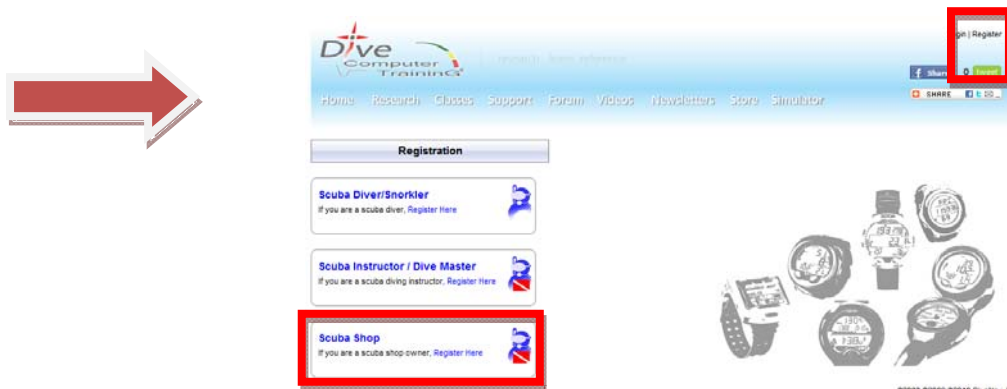 gin | Register
Dive
Computer
TraininG
f Share 0 tweet
SHARE
Home Research Classes Support Forum Videos Newsletters Store Simulator
Registration
Scuba Diver/Snorkler
If you are a scuba diver, Register Here
Scuba Instructor / Dive Master
If you are a scuba diving instructor, Register Here
Scuba Shop
If you are a scuba shop owner, Register Here